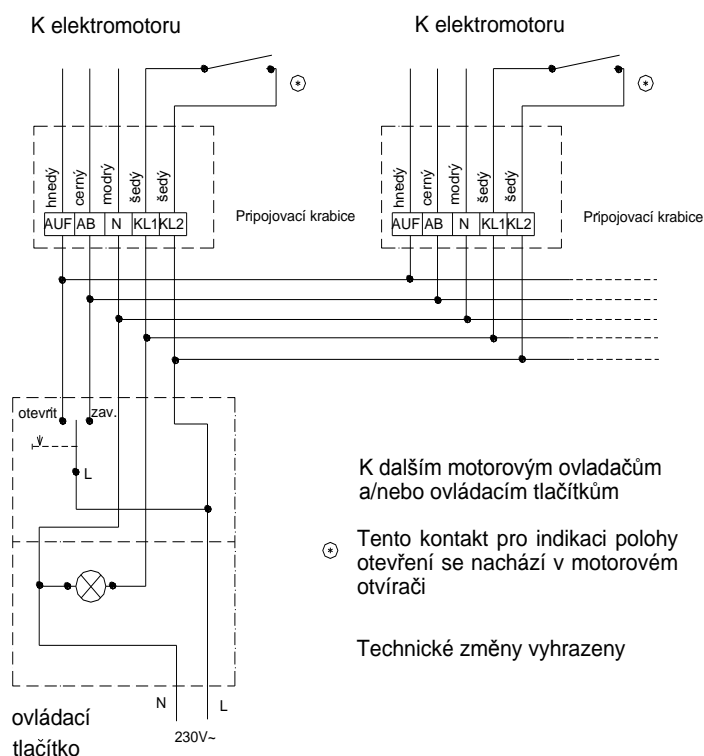 K elektromotoru
K elektromotoru
hnedý
cerný
modrý
šedý
šedý
hnedý
cerný
modrý
šedý
šedý
AUF AB N KL1 KL2
Pripojovací krabice
AUF AB N KL1 KL2
Pripojovací krabice
otevrit
zav.
L
K dalším motorovým ovladačům
a/nebo ovládacím tlačítkům
Tento kontakt pro indikaci polohy
otevření se nachází v motorovém
otvírači
Technické změny vyhrazeny
N
L
230V~
ovládací
tlačítko